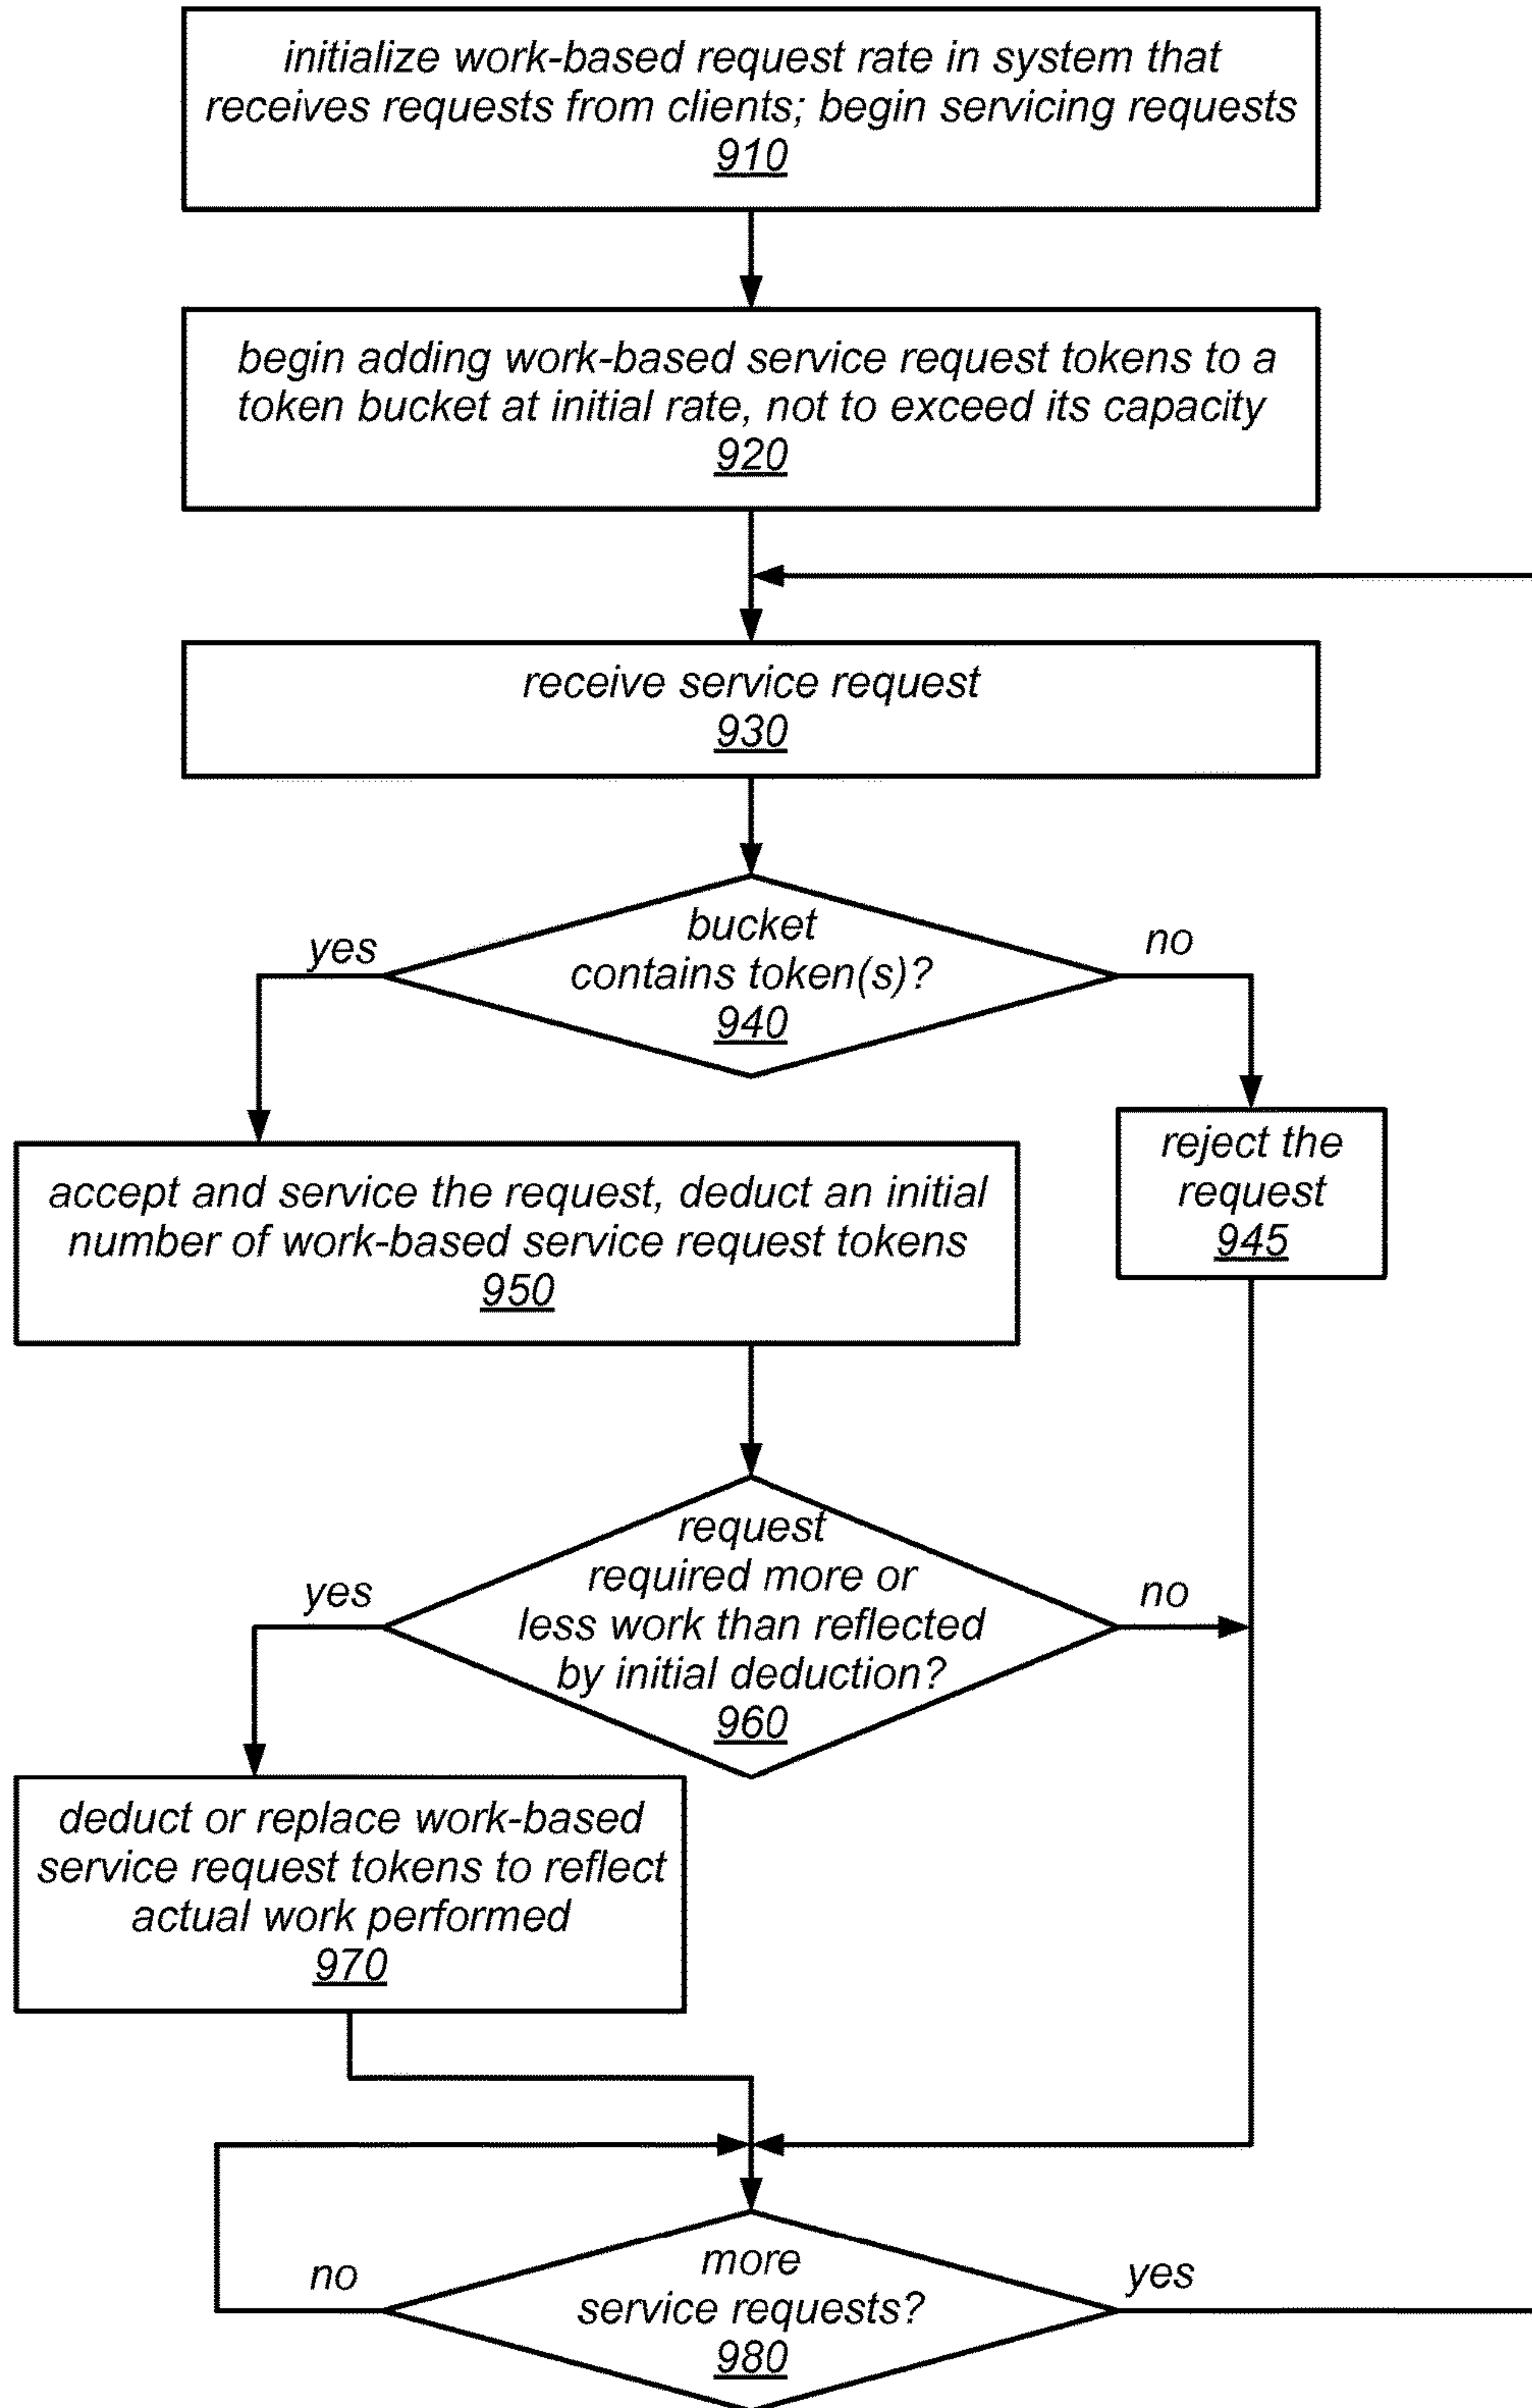 initialize work-based request rate in system that
receives requests from clients; begin servicing requests
910
begin adding work-based service request tokens to a
token bucket at initial rate, not to exceed its capacity
920
receive service request
930
bucket
contains token(s)?
940
yes
no
accept and service the request, deduct an initial
number of work-based service request tokens
950
reject the
request
945
request
required more or
less work than reflected
by initial deduction?
960
yes
no
deduct or replace work-based
service request tokens to reflect
actual work performed
970
more
service requests?
980
no
yes